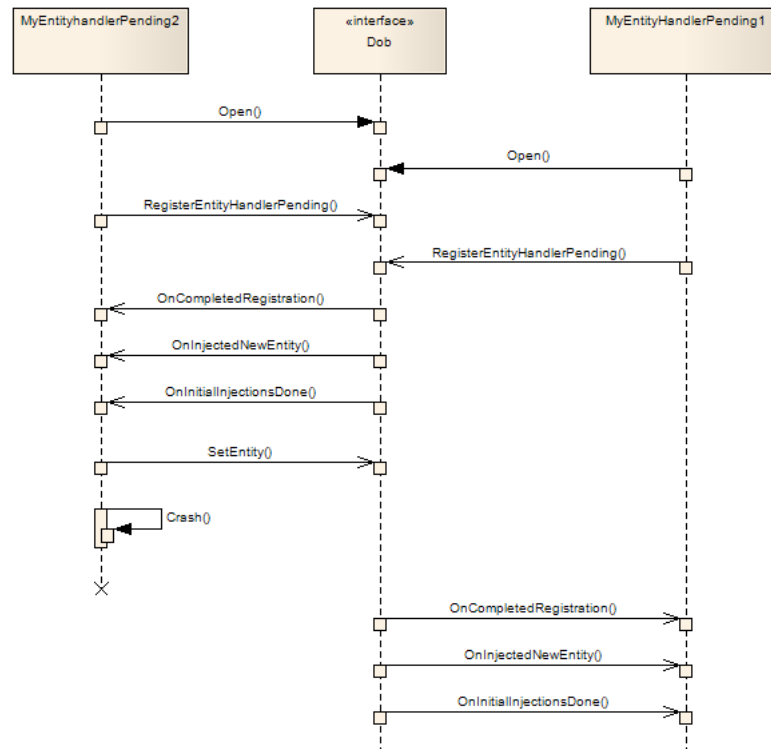 MyEntityhandlerPending2
«interface»
Dob
MyEntityHandlerPending1
Open()
Open()
RegisterEntityHandlerPending()
RegisterEntityHandlerPending()
OnCompletedRegistration()
OnInjectedNewEntity()
OnInitialInjectionsDone()
SetEntity()
Crash()
OnCompletedRegistration()
OnInjectedNewEntity()
OnInitialInjectionsDone()